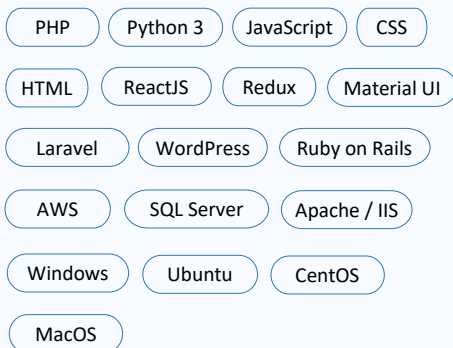 PHP Python 3 JavaScript CSS
HTML ReactJS Redux Material UI
Laravel WordPress Ruby on Rails
AWS SQL Server Apache / IIS
Windows Ubuntu CentOS
MacOS